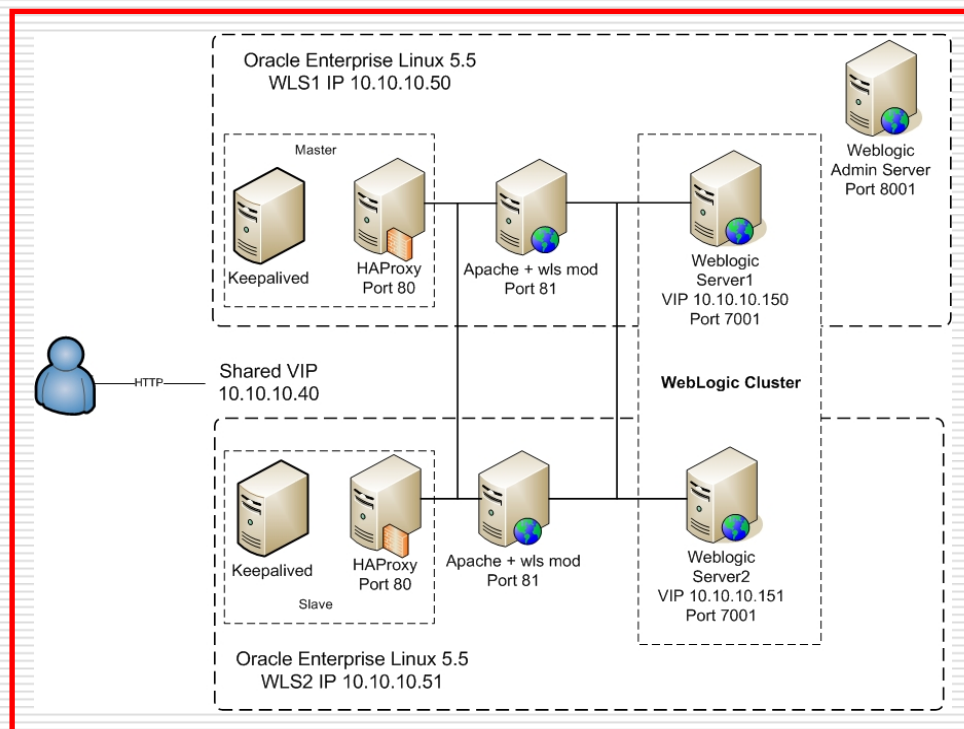 Oracle Enterprise Linux 5.5
WLS1 IP 10.10.10.50
Master
Keepalived
HAProxy
Port 80
Apache + wls mod
Port 81
Weblogic
Server1
VIP 10.10.10.150
Port 7001
Weblogic
Admin Server
Port 8001
HTTP
Shared VIP
10.10.10.40
WebLogic Cluster
Keepalived
HAProxy
Port 80
Slave
Apache + wls mod
Port 81
Weblogic
Server2
VIP 10.10.10.151
Port 7001
Oracle Enterprise Linux 5.5
WLS2 IP 10.10.10.51